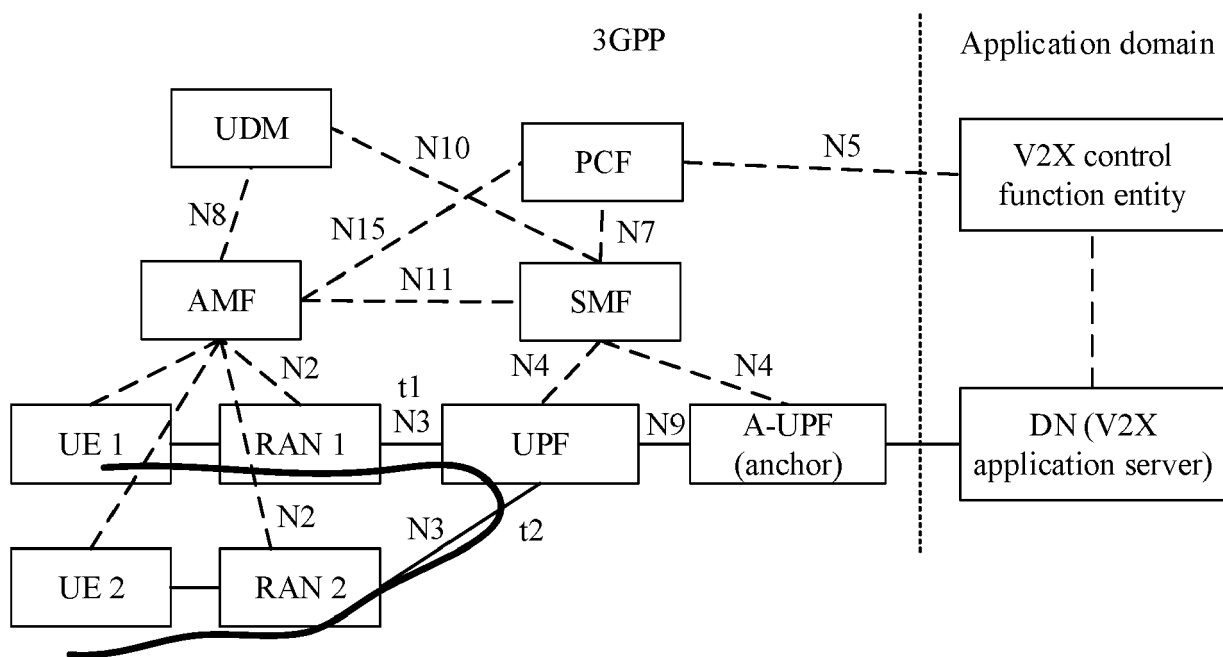 3GPP
Application domain
UDM
N10
PCF
N5
V2X control
function entity
N8
N15
N7
AMF
N11
SMF
N2
N4
N4
t1
UE 1
RAN 1
N3
UPF
N9
A-UPF
(anchor)
DN (V2X
application server)
N2
N3
t2
UE 2
RAN 2